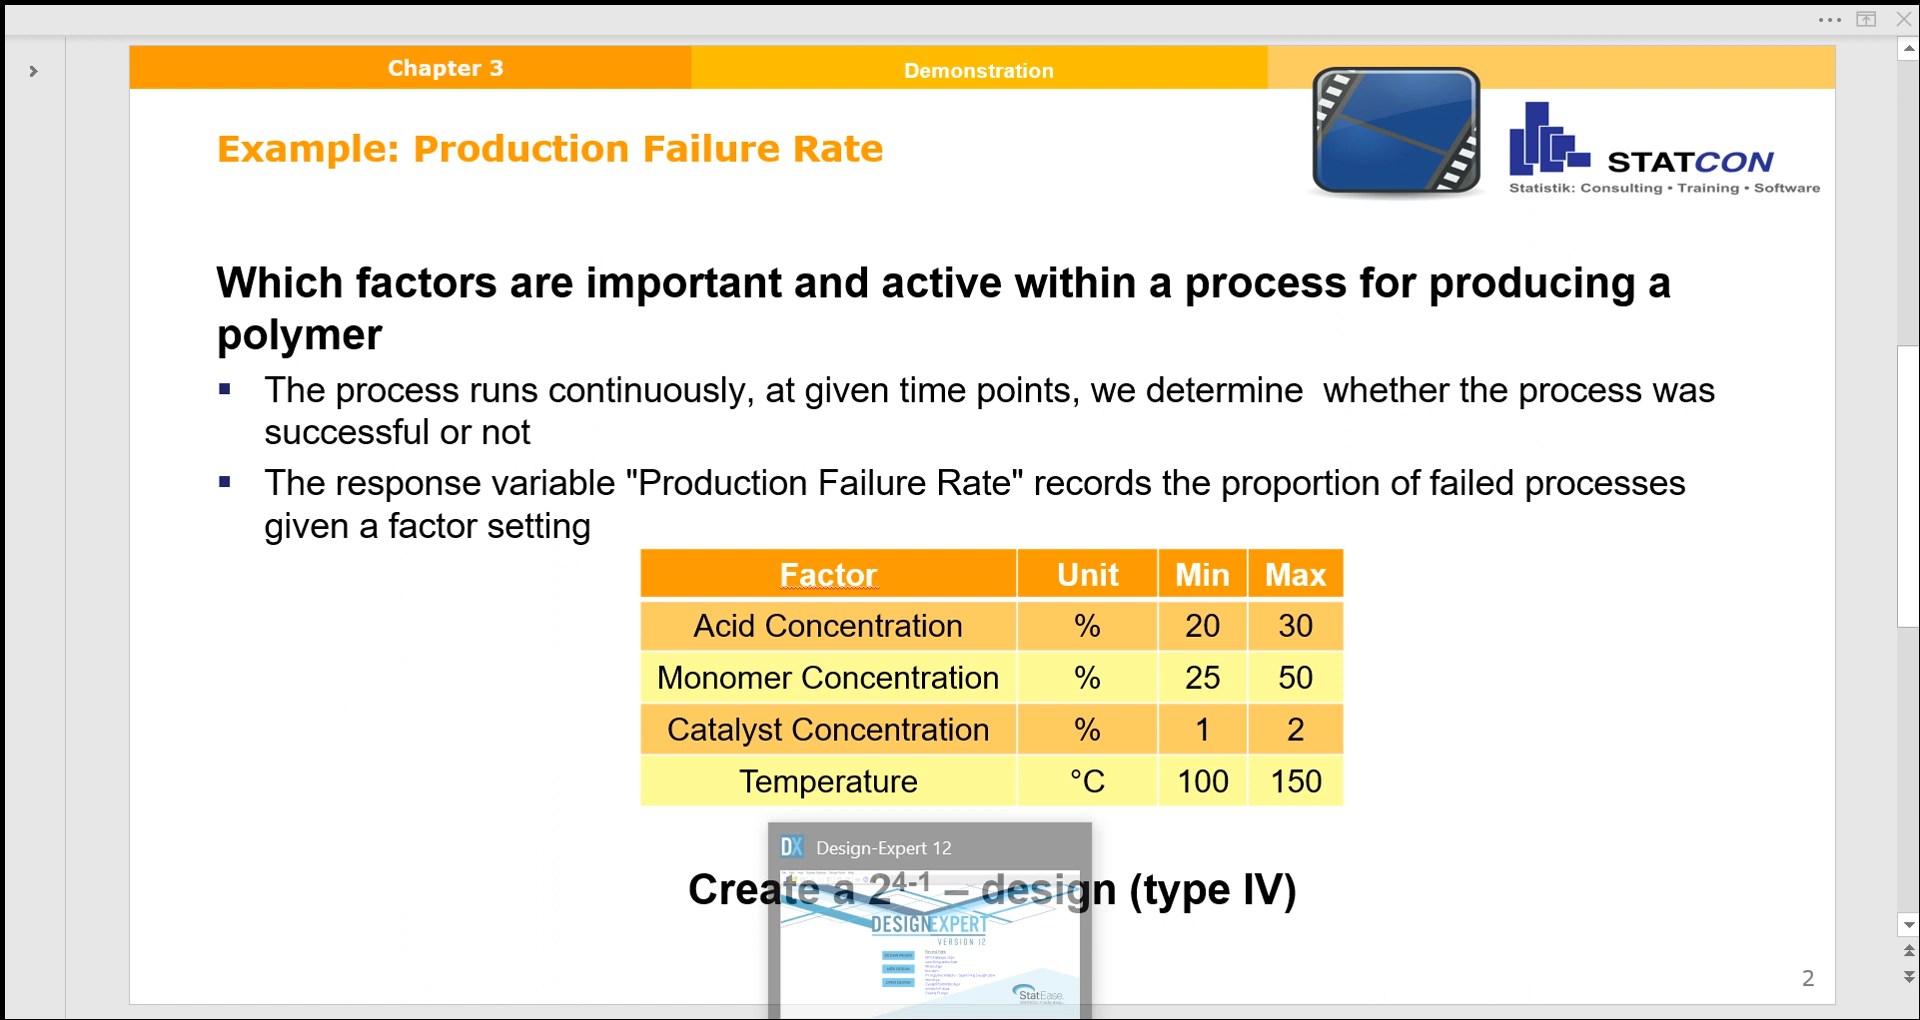 Chapter 3
Demonstration
Example: Production Failure Rate
STATCON
Statistik: Consulting • Training • Software
Which factors are important and active within a process for producing a
polymer
The process runs continuously, at given time points, we determine whether the process was
successful or not
The response variable "Production Failure Rate" records the proportion of failed processes
given a factor setting
Factor Unit Min Max
Acid Concentration % 20 30
Monomer Concentration % 25 50
Catalyst Concentration % 1 2
Temperature °C 100 150
DX Design-Expert 12
Create a 2⁴⁻¹ – design (type IV)
DESIGNEXPERT
VERSION 12
StatEase
2